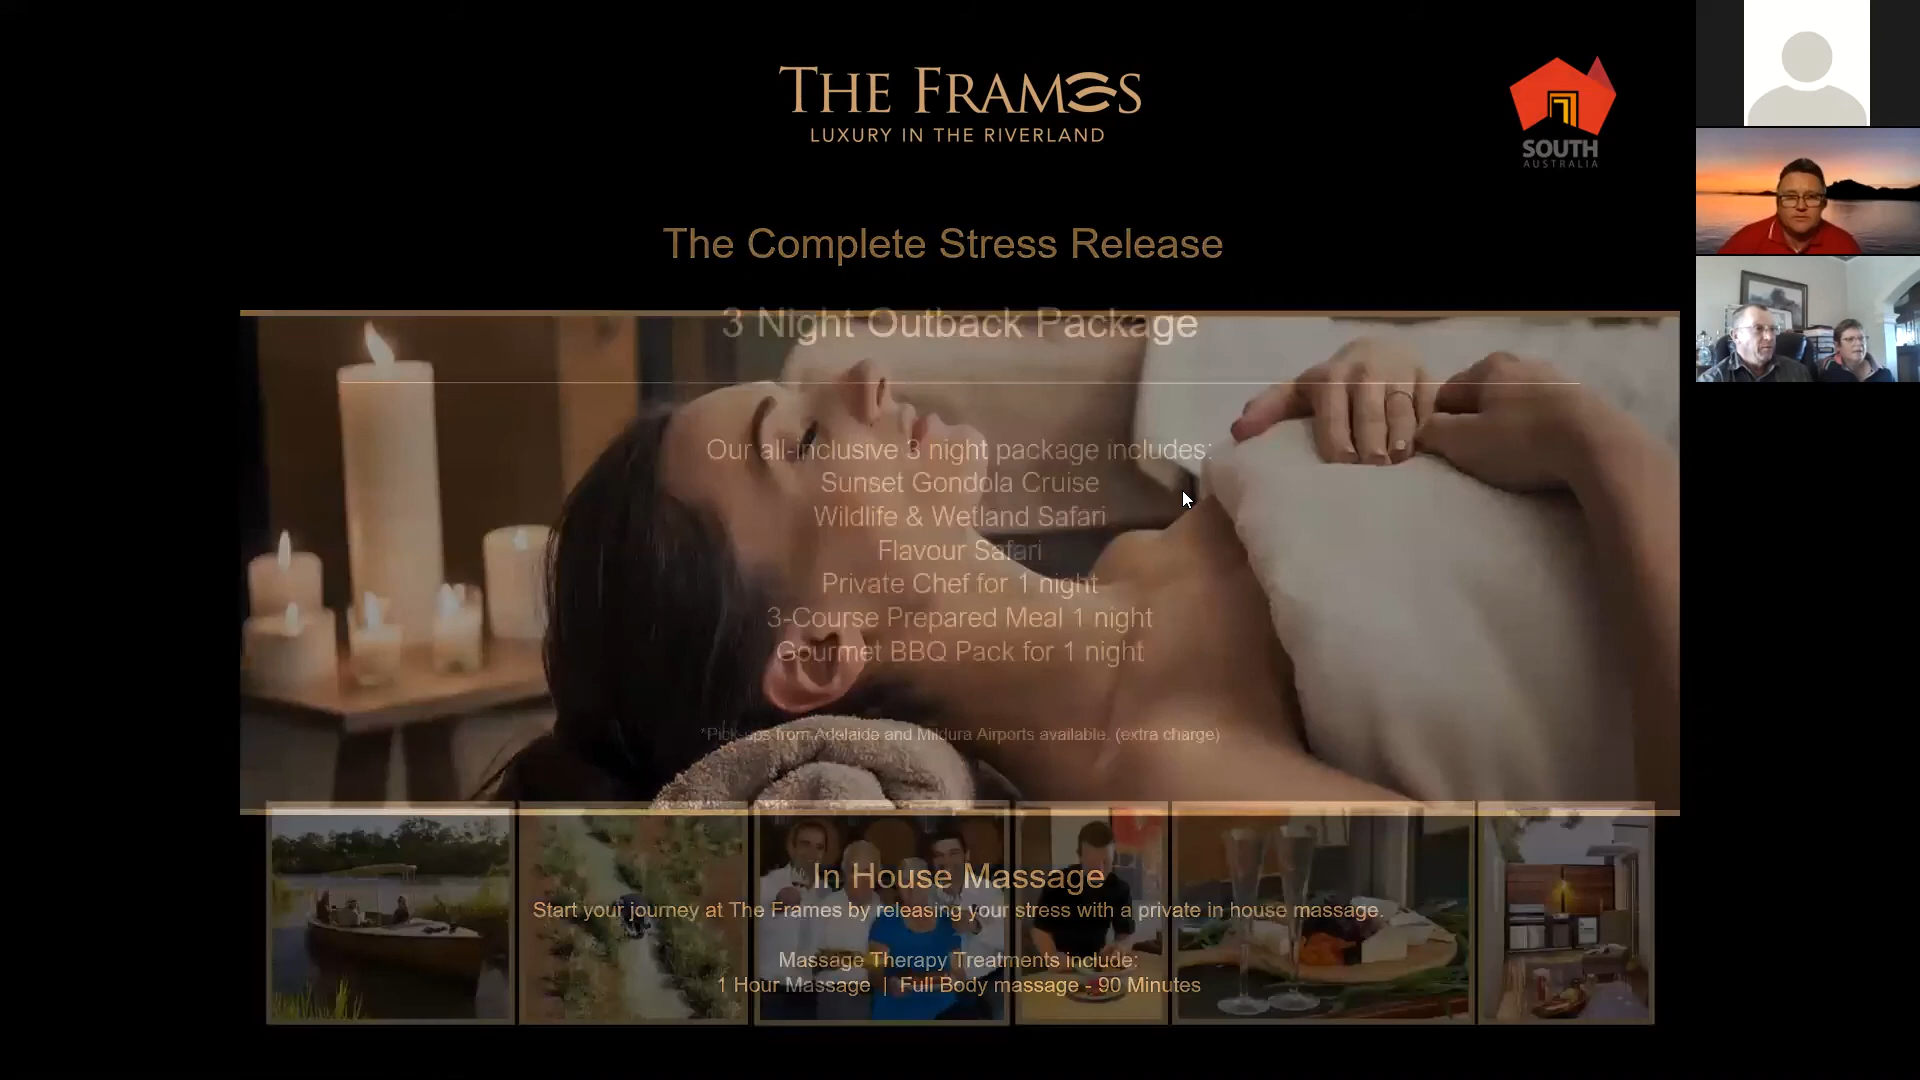 THE FRAMES
LUXURY IN THE RIVERLAND
SOUTH
AUSTRALIA
The Complete Stress Release
3 Night Outback Package
Our all-inclusive 3 night package includes:
Sunset Gondola Cruise
Wildlife & Wetland Safari
Flavour Safari
Private Chef for 1 night
3-Course Prepared Meal 1 night
Gourmet BBQ Pack for 1 night
*Pick-ups from Adelaide and Mildura Airports available. (extra charge)
In House Massage
Start your journey at The Frames by releasing your stress with a private in house massage.
Massage Therapy Treatments include:
1 Hour Massage | Full Body massage - 90 Minutes